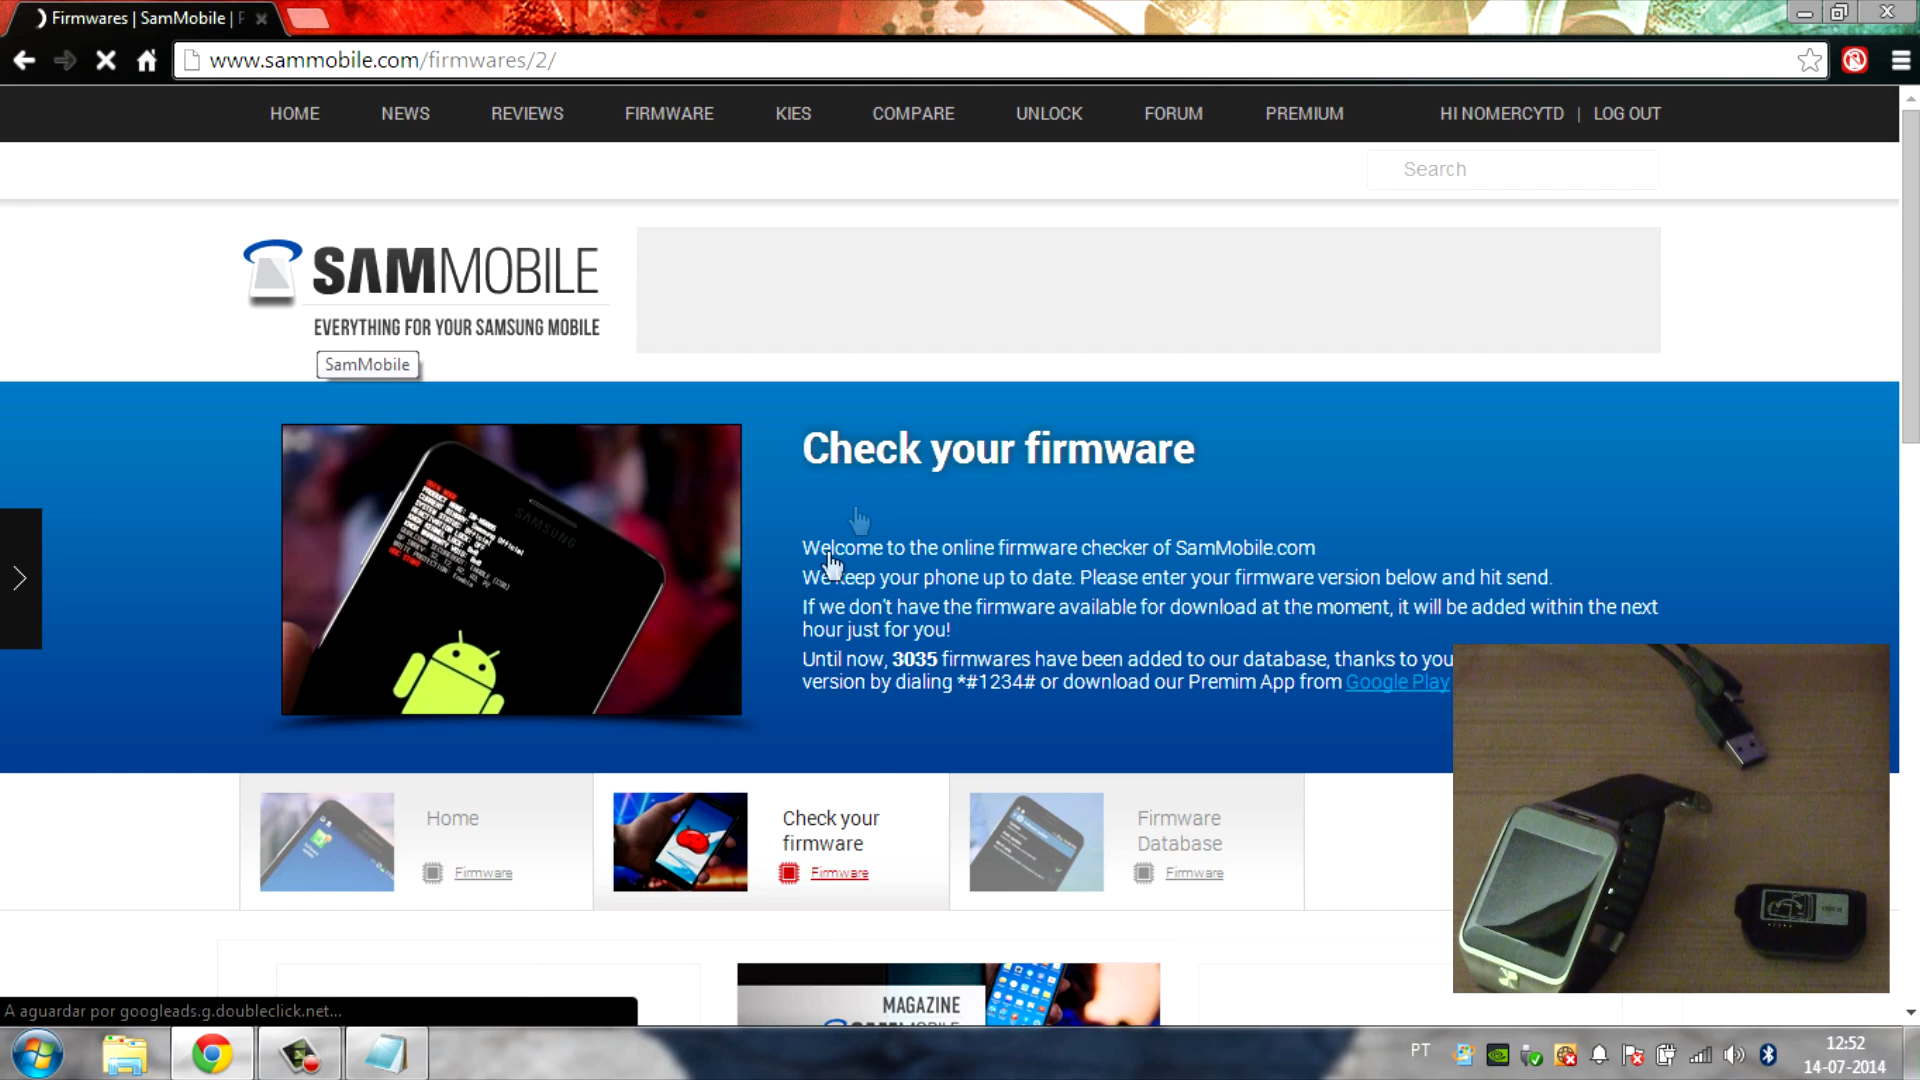 Firmwares | SamMobile |
www.sammobile.com/firmwares/2/
HOME NEWS REVIEWS FIRMWARE KIES COMPARE UNLOCK FORUM PREMIUM HI NOMERCYTD | LOG OUT
Search
SAMMOBILE
EVERYTHING FOR YOUR SAMSUNG MOBILE
SamMobile
Check your firmware
SAMSUNG
Welcome to the online firmware checker of SamMobile.com
We keep your phone up to date. Please enter your firmware version below and hit send.
If we don't have the firmware available for download at the moment, it will be added within the next
hour just for you!
Until now, 3035 firmwares have been added to our database, thanks to you
version by dialing *#1234# or download our Premim App from Google Play
Home
Firmware
Check your
firmware
Firmware
Firmware
Database
Firmware
MAGAZINE
A aguardar por googleads.g.doubleclick.net...
PT
12:52
14-07-2014